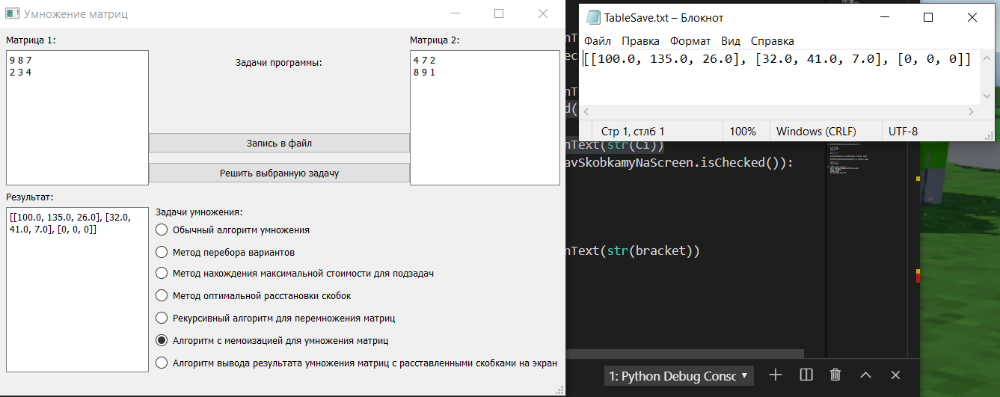 Умножение матриц
Матрица 1:
9 8 7
2 3 4
Задачи программы:
Матрица 2:
4 7 2
8 9 1
Запись в файл
Решить выбранную задачу
Результат:
[[100.0, 135.0, 26.0], [32.0,
41.0, 7.0], [0, 0, 0]]
Задачи умножения:
Обычный алгоритм умножения
Метод перебора вариантов
Метод нахождения максимальной стоимости для подзадач
Метод оптимальной расстановки скобок
Рекурсивный алгоритм для перемножения матриц
Алгоритм с мемоизацией для умножения матриц
Алгоритм вывода результата умножения матриц с расставленными скобками на экран
TableSave.txt – Блокнот
Файл Правка Формат Вид Справка
[[100.0, 135.0, 26.0], [32.0, 41.0, 7.0], [0, 0, 0]]
Стр 1, стлб 1
100%
Windows (CRLF)
UTF-8
nText(str(Ci))
avSkobkamyNaScreen.isChecked()):
nText(str(bracket))
1: Python Debug Consc